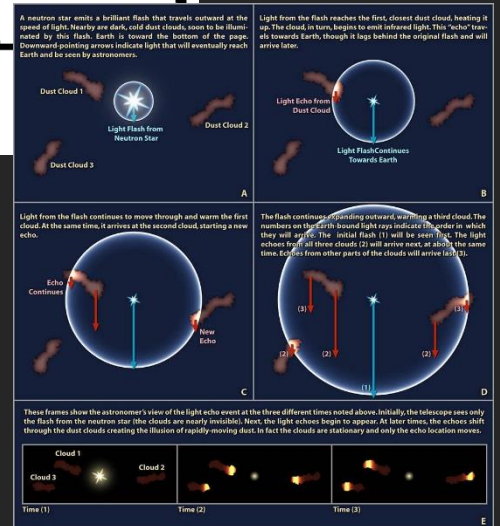 A neutron star emits a brilliant flash that travels outward at the
speed of light. Nearby are dark, cold dust clouds, soon to be illumi-
nated by this flash. Earth is toward the bottom of the page.
Downward-pointing arrows indicate light that will eventually reach
Earth and be seen by astronomers.
Dust Cloud 1
Dust Cloud 2
Light Flash from
Neutron Star
Dust Cloud 3
A
Light from the flash reaches the first, closest dust cloud, heating it
up. The cloud, in turn, begins to emit infrared light. This "echo" trav-
els towards Earth, though it lags behind the original flash and will
arrive later.
Light Echo from
Dust Cloud
Light FlashContinues
Towards Earth
B
Light from the flash continues to move through and warm the first
cloud. At the same time, it arrives at the second cloud, starting a new
echo.
Echo
Continues
New
Echo
C
The flash continues expanding outward, warming a third cloud. The
numbers on the Earth-bound light rays indicate the order in which
they will arrive. The initial flash (1) will be seen first. The light
echoes from all three clouds (2) will arrive next, at about the same
time. Echoes from other parts of the clouds will arrive last(3).
(3)
(3)
(2)
(2)
(2)
(1)
D
These frames show the astronomer's view of the light echo event at the three different times noted above. Initially, the telescope sees only
the flash from the neutron star (the clouds are nearly invisible). Next, the light echoes begin to appear. At later times, the echoes shift
through the dust clouds creating the illusion of rapidly-moving dust. In fact the clouds are stationary and only the echo location moves.
Cloud 1
Cloud 3
Cloud 2
Time (1)
Time (2)
Time (3)
E